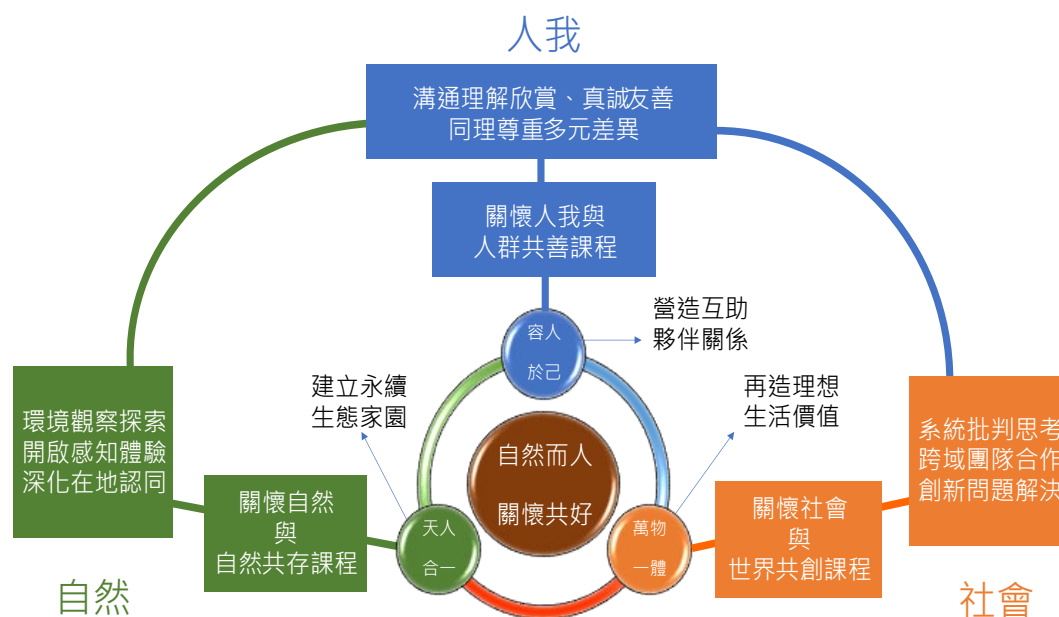 人我
溝通理解欣賞、真誠友善
同理尊重多元差異
關懷人我與
人群共善課程
容人
於己
營造互助
夥伴關係
建立永續
生態家園
再造理想
生活價值
自然而人
關懷共好
環境觀察探索
開啟感知體驗
深化在地認同
關懷自然
與
自然共存課程
天人
合一
萬物
一體
關懷社會
與
世界共創課程
系統批判思考
跨域團隊合作
創新問題解決
自然
社會